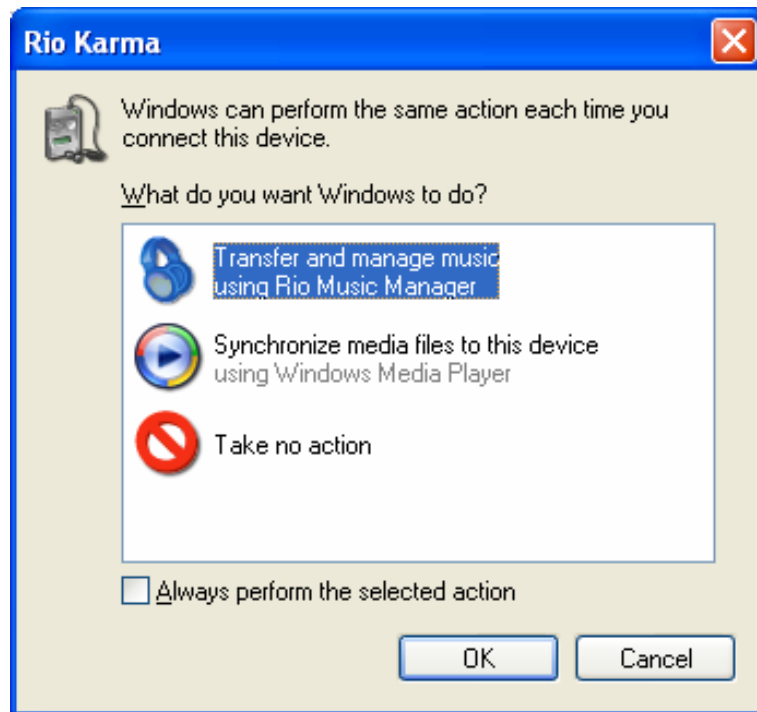 Rio Karma
Windows can perform the same action each time you
connect this device.
What do you want Windows to do?
Transfer and manage music
using Rio Music Manager
Synchronize media files to this device
using Windows Media Player
Take no action
Always perform the selected action
OK
Cancel